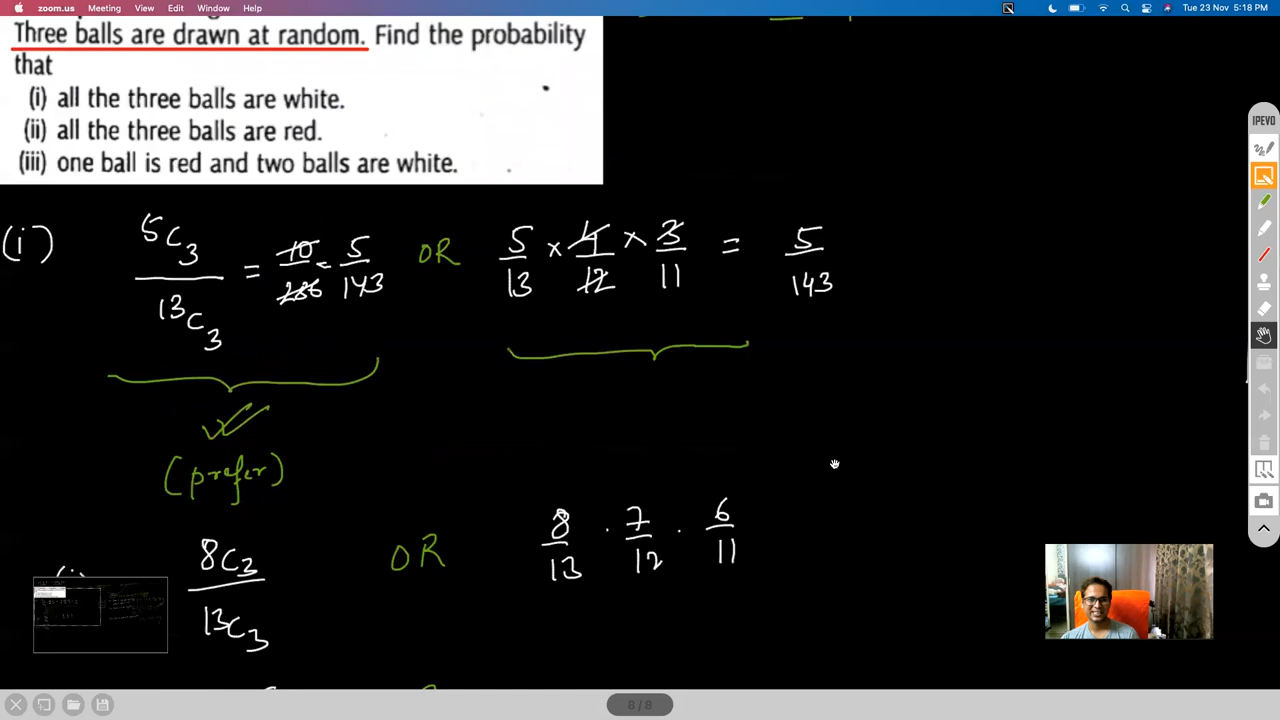 zoom.us Meeting View Edit Window Help
Tue 23 Nov 5:18 PM
Three balls are drawn at random. Find the probability
that
(i) all the three balls are white.
(ii) all the three balls are red.
(iii) one ball is red and two balls are white.
IPEVO
(i) 5C3/13C3 = 10/286 = 5/143 OR 5/13 × 4/12 × 3/11 = 5/143
(prefer)
8C3/13C3 OR 8/13 · 7/12 · 6/11
8 / 8